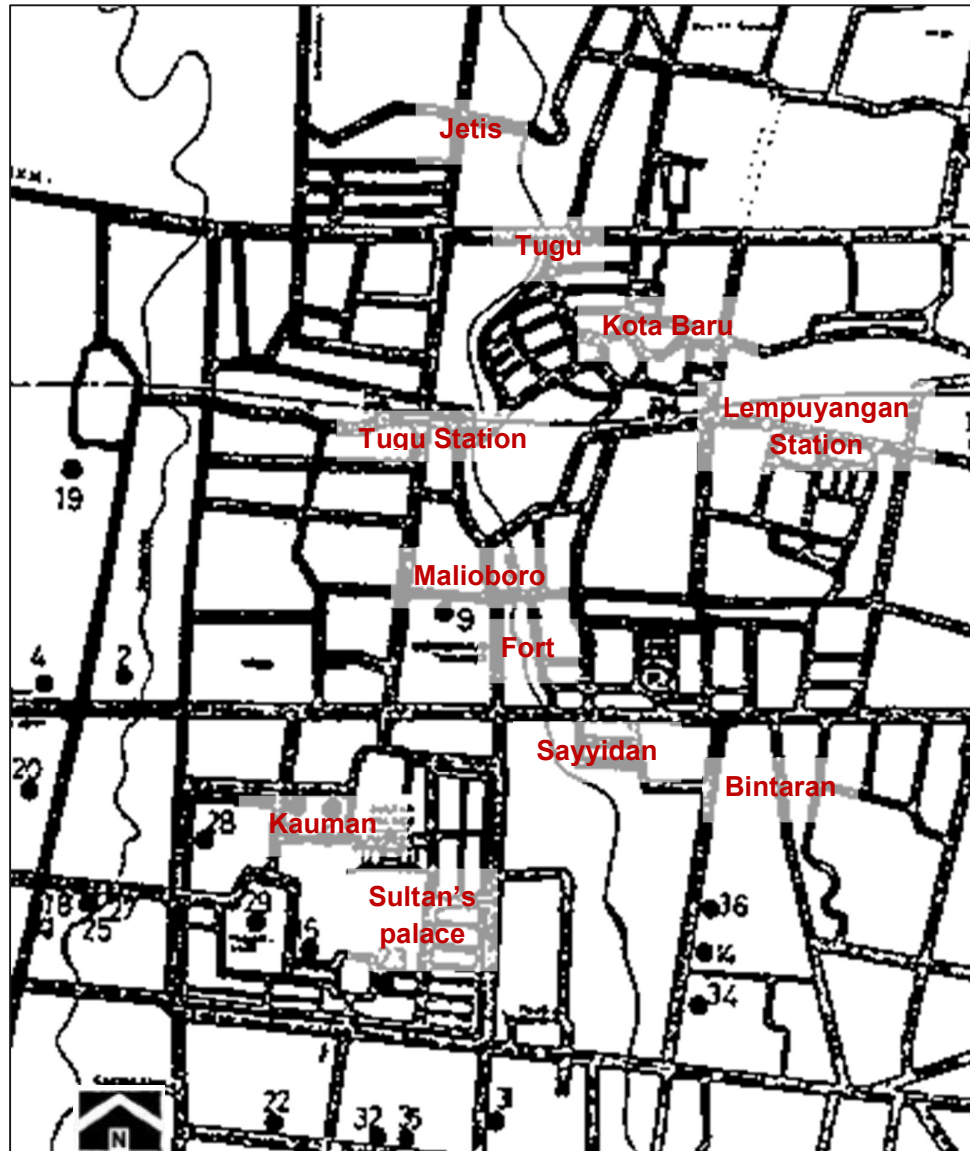 Jetis
Tugu
Kota Baru
Lempuyangan
Station
Tugu Station
19
Malioboro
9
Fort
4
2
Sayyidan
20
Bintaran
28
Kauman
Sultan's
palace
18
27
25
29
36
14
34
22
32
35
3
N